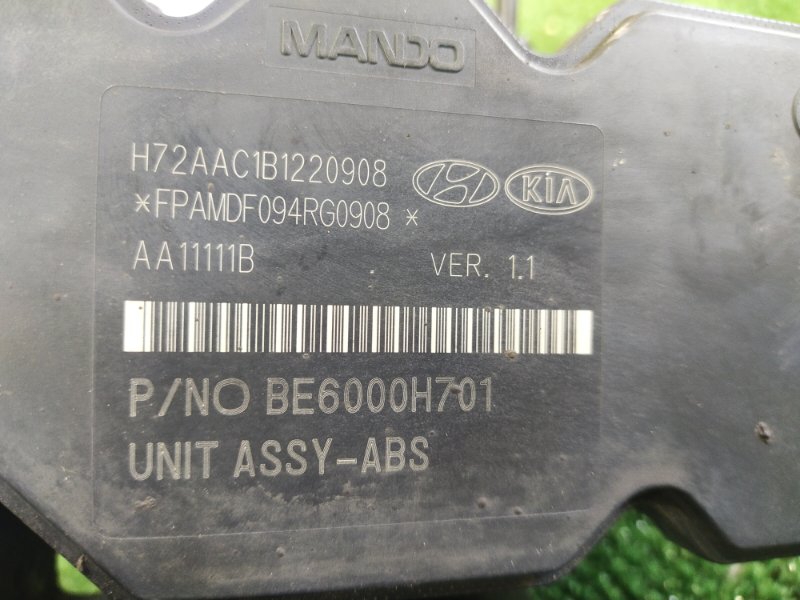 MANDO
H72AAC1B1220908
*FPAMDF094RG0908 *
KIA
AA11111B VER. 1.1
P/NO BE6000H701
UNIT ASSY-ABS